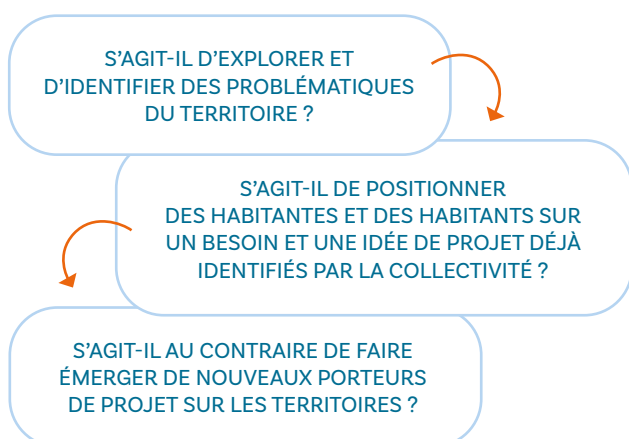 S'AGIT-IL D'EXPLORER ET
D'IDENTIFIER DES PROBLÉMATIQUES
DU TERRITOIRE ?
S'AGIT-IL DE POSITIONNER
DES HABITANTES ET DES HABITANTS SUR
UN BESOIN ET UNE IDÉE DE PROJET DÉJÀ
IDENTIFIÉS PAR LA COLLECTIVITÉ ?
S'AGIT-IL AU CONTRAIRE DE FAIRE
ÉMERGER DE NOUVEAUX PORTEURS
DE PROJET SUR LES TERRITOIRES ?